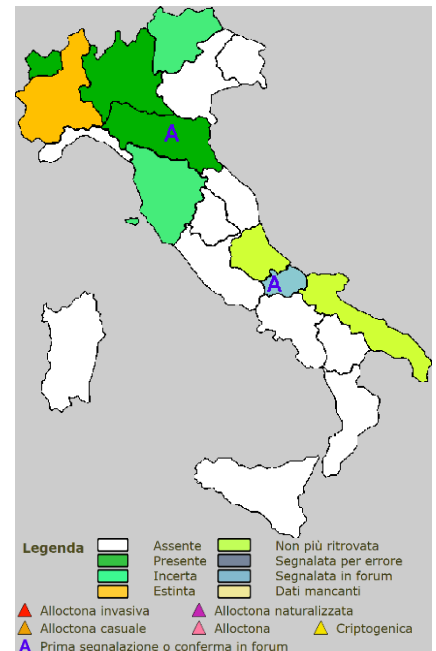 A
A
Legenda
Assente Non più ritrovata
Presente Segnalata per errore
Incerta Segnalata in forum
Estinta Dati mancanti
Alloctona invasiva Alloctona naturalizzata
Alloctona casuale Alloctona Criptogenica
A Prima segnalazione o conferma in forum